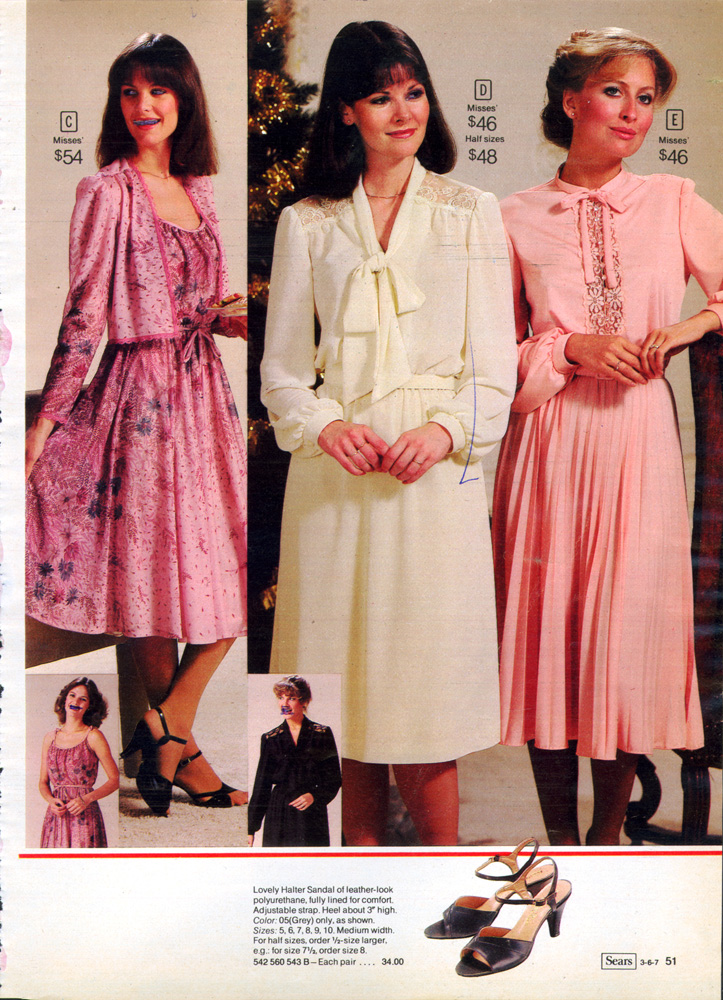 C
Misses'
$54
D
Misses'
$46
Half sizes
$48
E
Misses'
$46
Lovely Halter Sandal of leather-look
polyurethane, fully lined for comfort.
Adjustable strap. Heel about 3" high.
Color: 05(Grey) only, as shown.
Sizes: 5, 6, 7, 8, 9, 10. Medium width.
For half sizes, order ½-size larger,
e.g.: for size 7½, order size 8.
542 560 543 B – Each pair .... 34.00
Sears 3-6-7 51